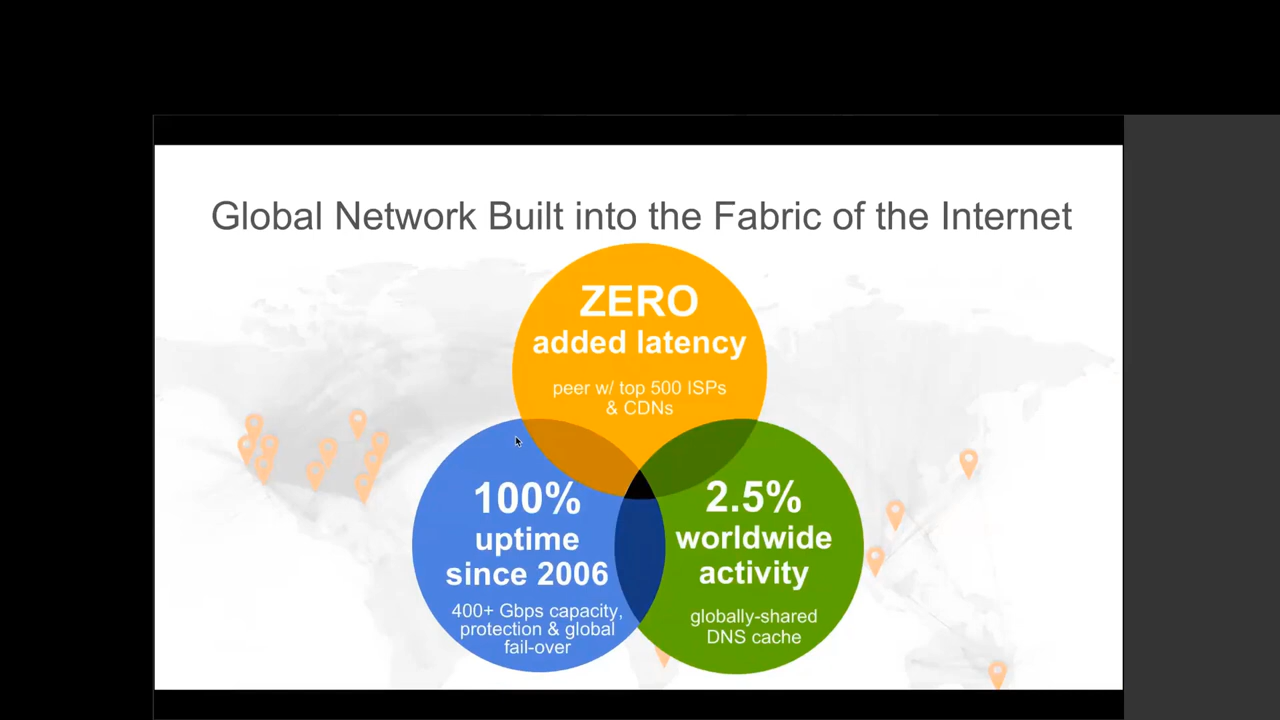 Global Network Built into the Fabric of the Internet
ZERO
added latency
peer w/ top 500 ISPs
& CDNs
100%
uptime
since 2006
400+ Gbps capacity,
protection & global
fail-over
2.5%
worldwide
activity
globally-shared
DNS cache